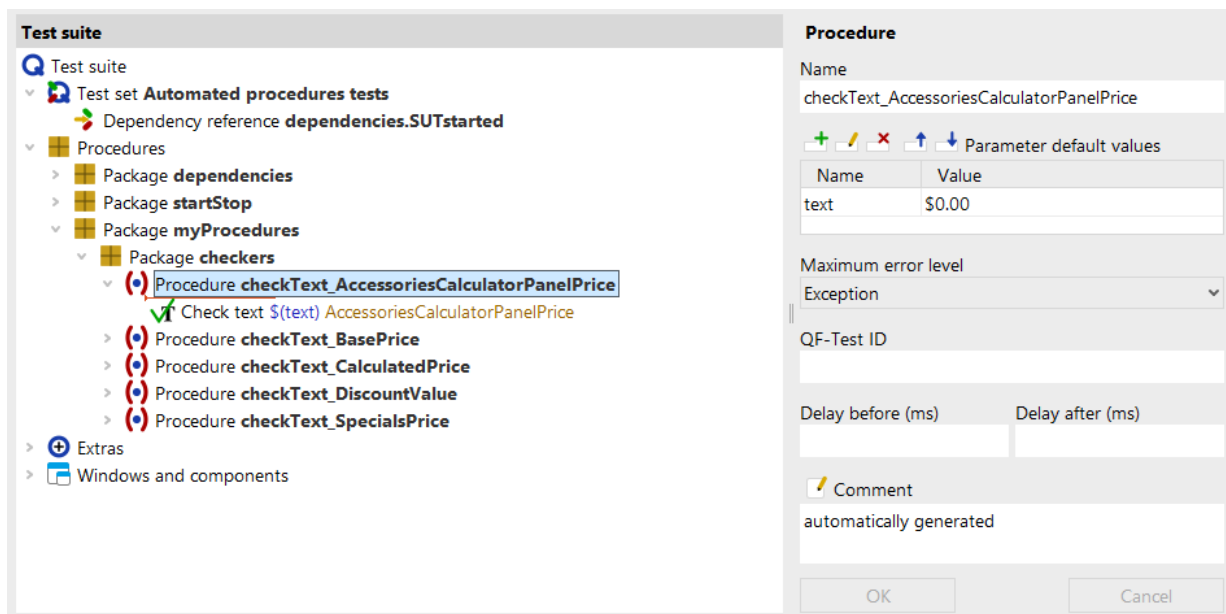 Test suite
Test suite
Test set Automated procedures tests
Dependency reference dependencies.SUTstarted
Procedures
Package dependencies
Package startStop
Package myProcedures
Package checkers
Procedure checkText_AccessoriesCalculatorPanelPrice
Check text $(text) AccessoriesCalculatorPanelPrice
Procedure checkText_BasePrice
Procedure checkText_CalculatedPrice
Procedure checkText_DiscountValue
Procedure checkText_SpecialsPrice
Extras
Windows and components
Procedure
Name
checkText_AccessoriesCalculatorPanelPrice
Parameter default values
Name Value
text $0.00
Maximum error level
Exception
QF-Test ID
Delay before (ms) Delay after (ms)
Comment
automatically generated
OK Cancel